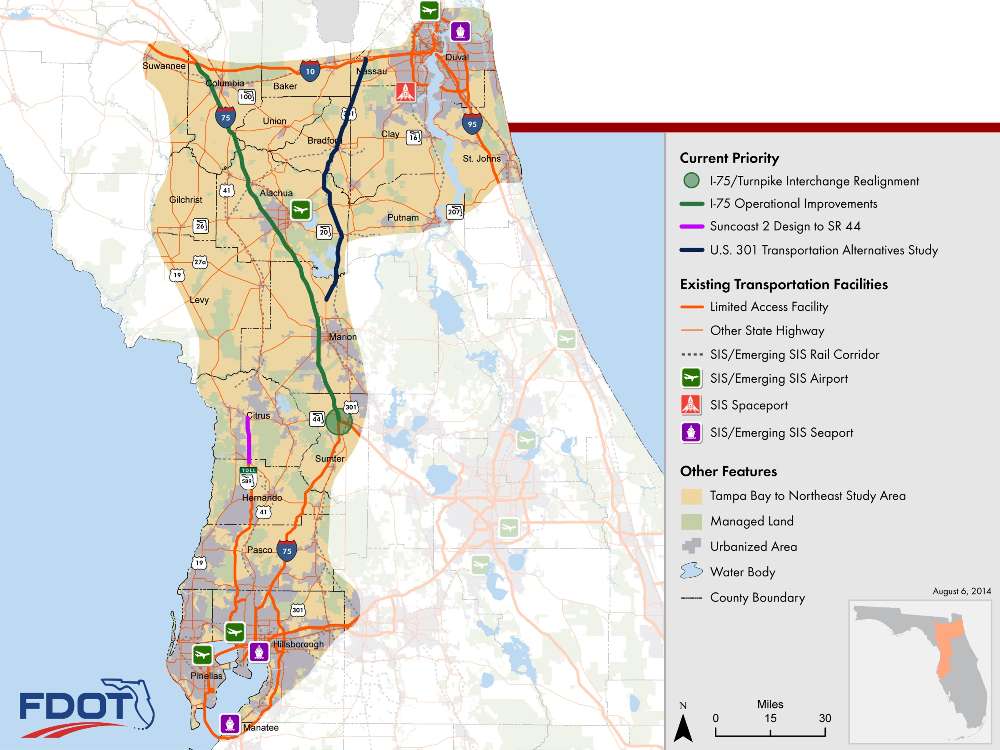 Duval
Suwannee
10
Nassau
Columbia
Baker
100
301
75
Union
95
Bradford
Clay
16
St. Johns
41
Alachua
Gilchrist
207
Putnam
26
20
27a
19
Levy
Marion
301
Citrus
44
Sumter
TOLL
589
Hernando
41
Pasco
75
19
301
Hillsborough
Pinellas
Manatee
FDOT
Current Priority
I-75/Turnpike Interchange Realignment
I-75 Operational Improvements
Suncoast 2 Design to SR 44
U.S. 301 Transportation Alternatives Study
Existing Transportation Facilities
Limited Access Facility
Other State Highway
SIS/Emerging SIS Rail Corridor
SIS/Emerging SIS Airport
SIS Spaceport
SIS/Emerging SIS Seaport
Other Features
Tampa Bay to Northeast Study Area
Managed Land
Urbanized Area
Water Body
County Boundary
August 6, 2014
N
Miles
0 15 30